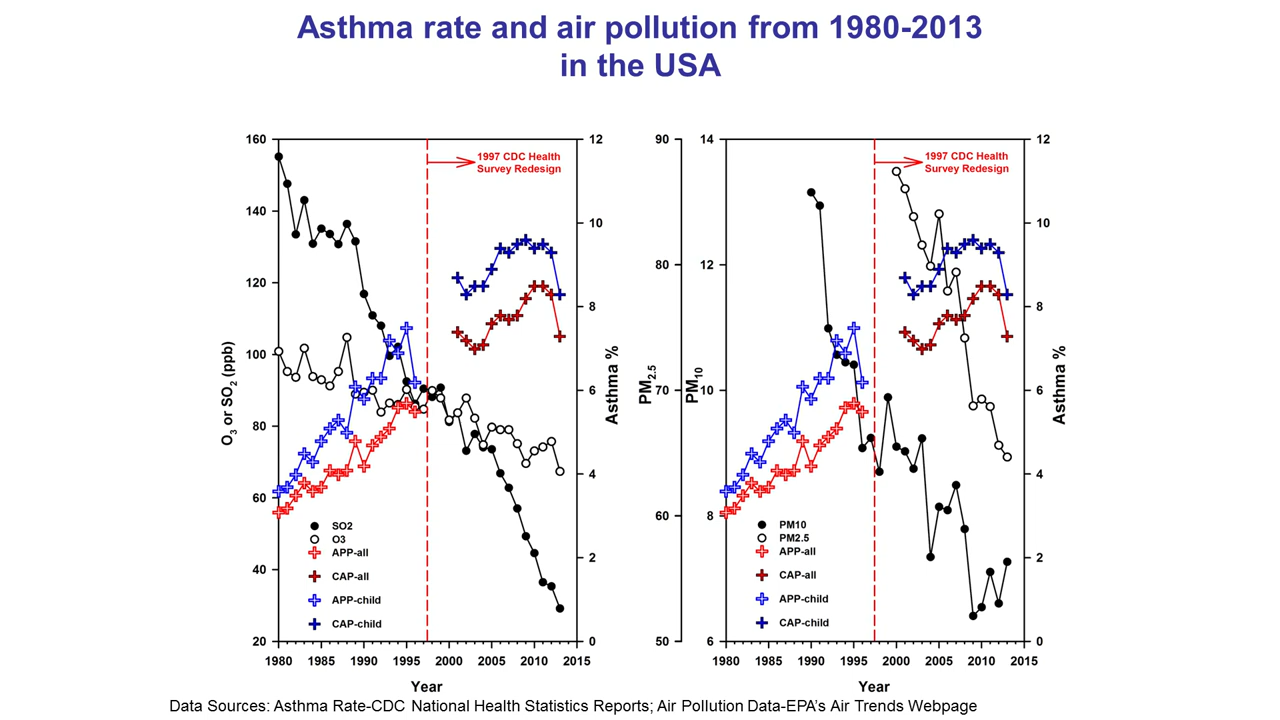 Asthma rate and air pollution from 1980-2013
in the USA
160
140
120
100
80
60
40
20
O3 or SO2 (ppb)
12
10
8
6
4
2
0
Asthma %
1997 CDC Health
Survey Redesign
SO2
O3
APP-all
CAP-all
APP-child
CAP-child
1980 1985 1990 1995 2000 2005 2010 2015
Year
90
80
70
60
50
PM2.5
14
12
10
8
6
PM10
12
10
8
6
4
2
0
Asthma %
1997 CDC Health
Survey Redesign
PM10
PM2.5
APP-all
CAP-all
APP-child
CAP-child
1980 1985 1990 1995 2000 2005 2010 2015
Year
Data Sources: Asthma Rate-CDC National Health Statistics Reports; Air Pollution Data-EPA's Air Trends Webpage